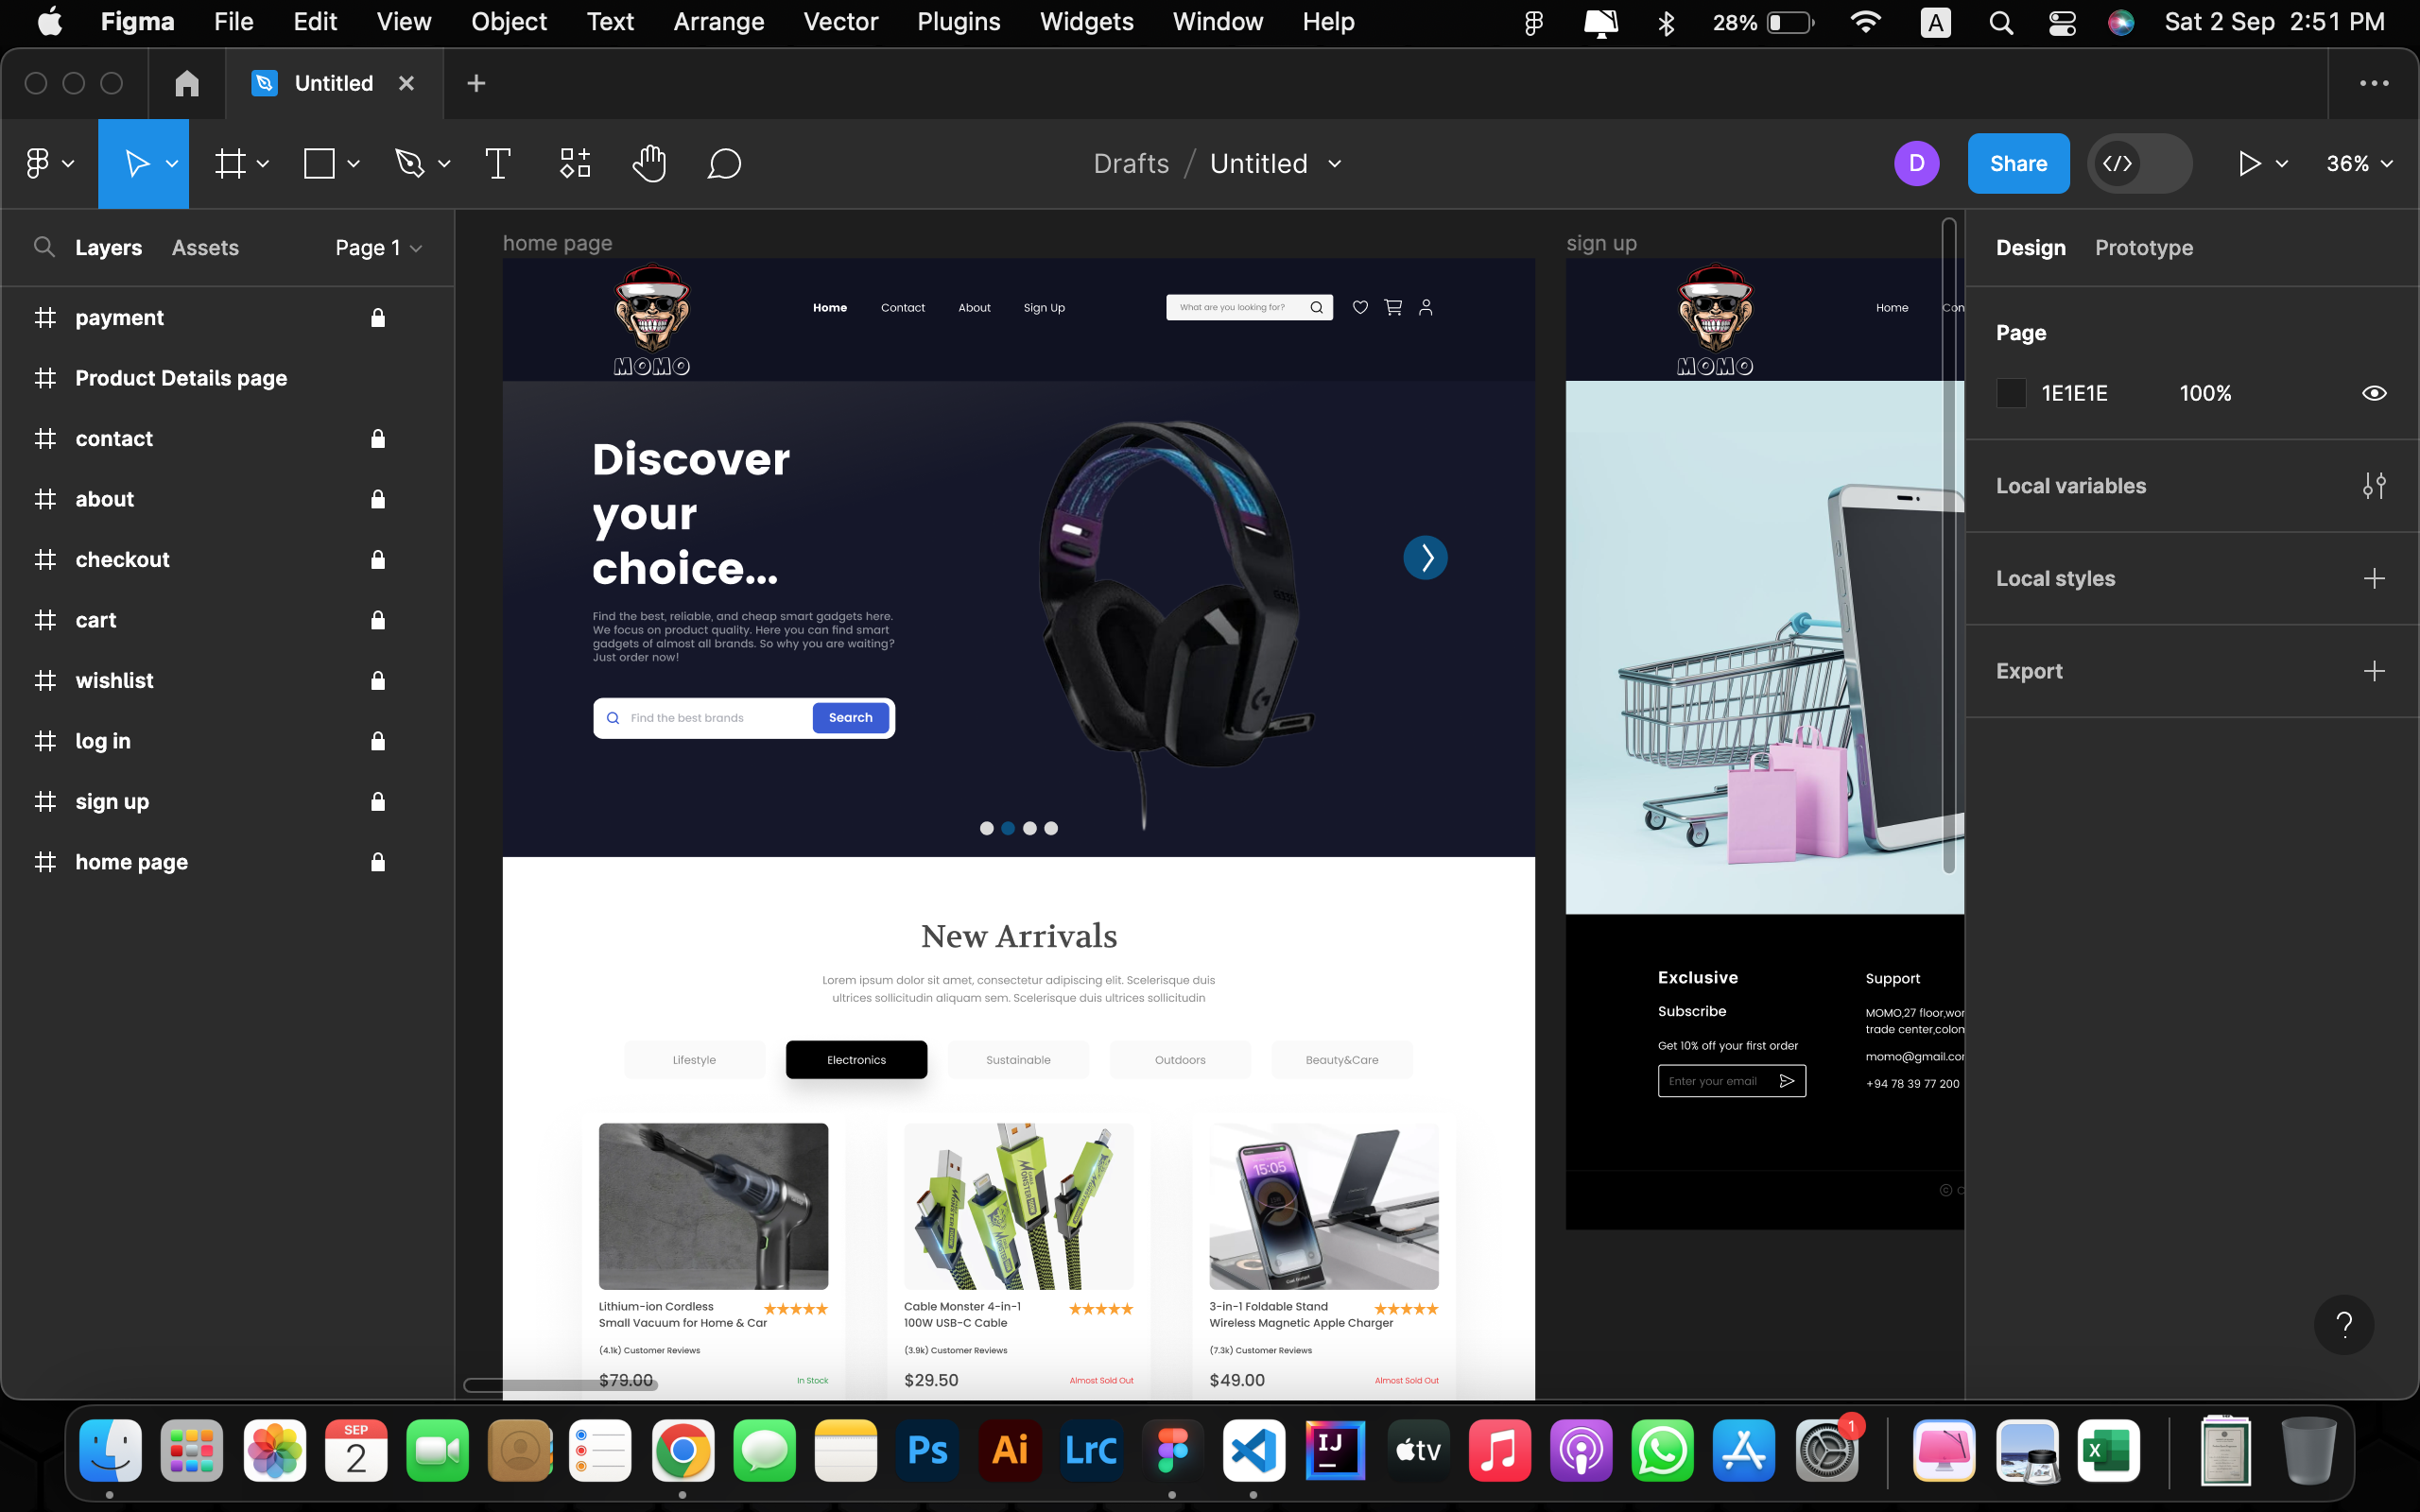 Figma File Edit View Object Text Arrange Vector Plugins Widgets Window Help 28% A Sat 2 Sep 2:51 PM
Untitled
Drafts / Untitled D Share 36%
Layers Assets Page 1
payment
Product Details page
contact
about
checkout
cart
wishlist
log in
sign up
home page
home page
MOMO
Home Contact About Sign Up What are you looking for?
Discover
your
choice...
Find the best, reliable, and cheap smart gadgets here.
We focus on product quality. Here you can find smart
gadgets of almost all brands. So why you are waiting?
Just order now!
Find the best brands Search
New Arrivals
Lorem ipsum dolor sit amet, consectetur adipiscing elit. Scelerisque duis
ultrices sollicitudin aliquam sem. Scelerisque duis ultrices sollicitudin
Lifestyle Electronics Sustainable Outdoors Beauty&Care
MONSTER
15:05
Lithium-ion Cordless
Small Vacuum for Home & Car
(4.1k) Customer Reviews
$79.00 In Stock
Cable Monster 4-in-1
100W USB-C Cable
(3.9k) Customer Reviews
$29.50 Almost Sold Out
3-in-1 Foldable Stand
Wireless Magnetic Apple Charger
(7.3k) Customer Reviews
$49.00 Almost Sold Out
sign up
MOMO
Home Con
Exclusive
Subscribe
Get 10% off your first order
Enter your email
Support
MOMO,27 floor,wor
trade center,colom
momo@gmail.com
+94 78 39 77 200
© C
Design Prototype
Page
1E1E1E 100%
Local variables
Local styles
Export
?
SEP
2
Ps
Ai
LrC
IJ
tv
1
X